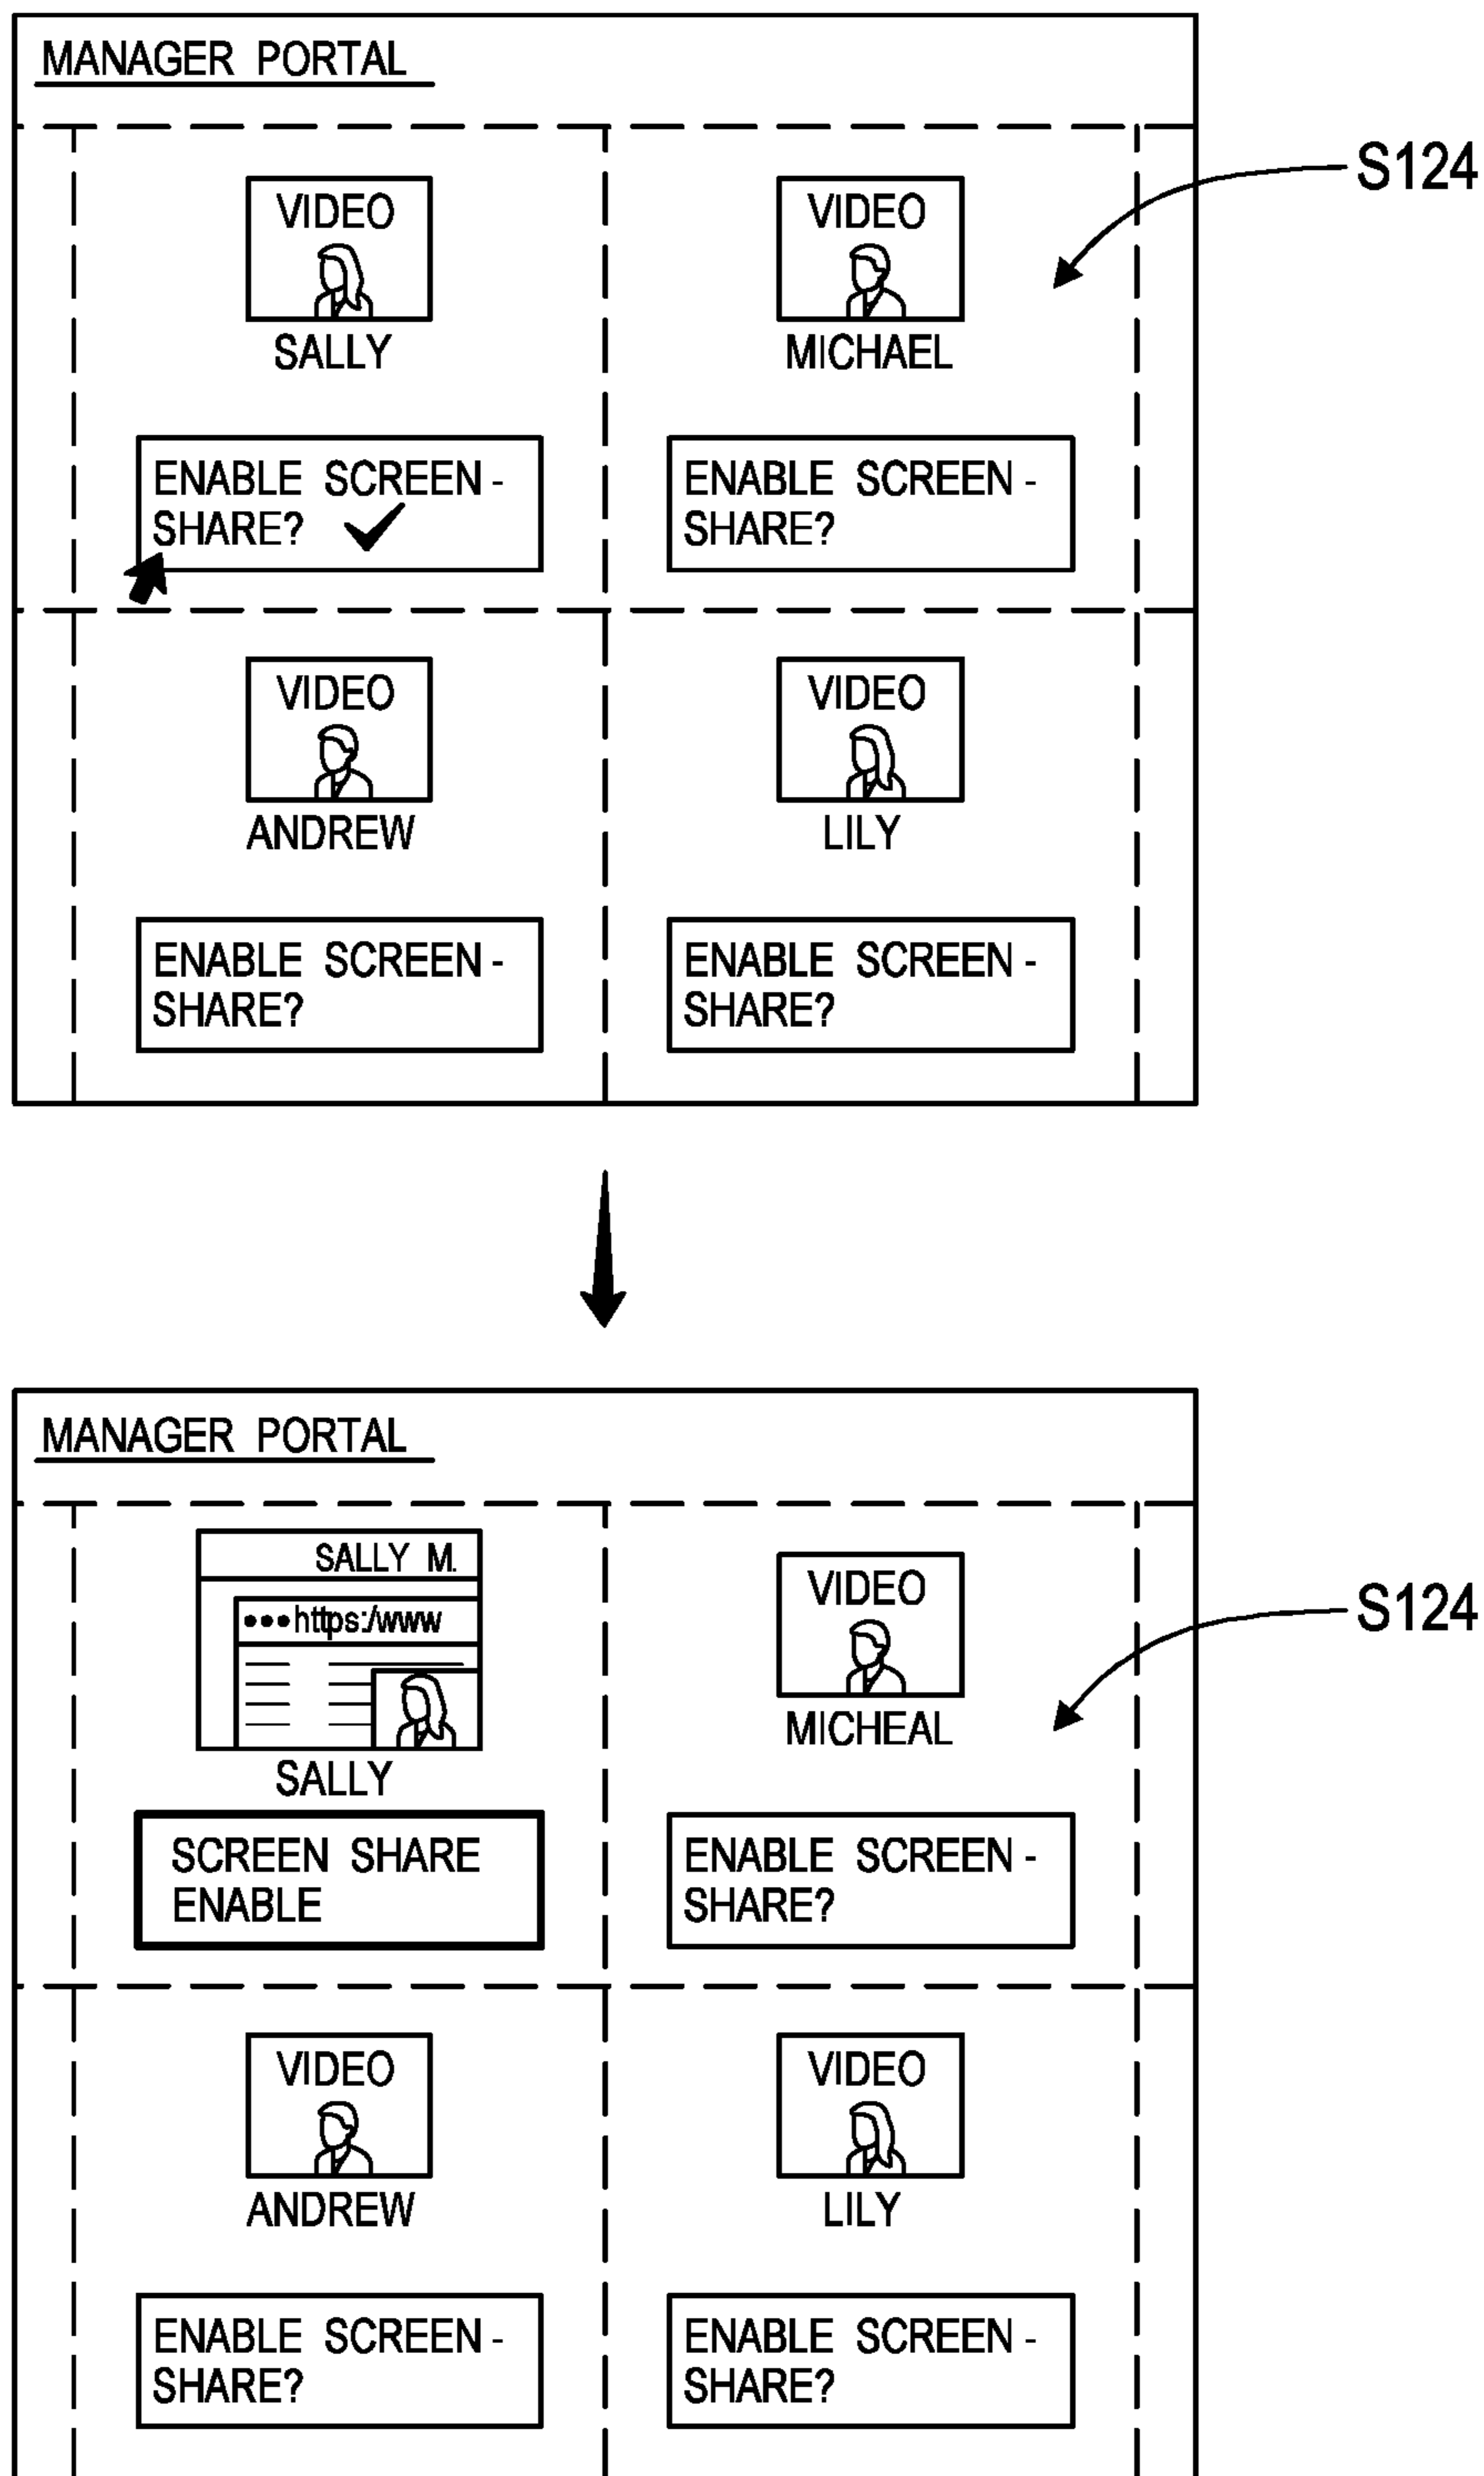 MANAGER PORTAL
S124
VIDEO
VIDEO
SALLY
MICHAEL
ENABLE SCREEN-
SHARE?
ENABLE SCREEN-
SHARE?
VIDEO
VIDEO
ANDREW
LILY
ENABLE SCREEN-
SHARE?
ENABLE SCREEN-
SHARE?
MANAGER PORTAL
SALLY M.
https:/www
SALLY
VIDEO
MICHEAL
S124
SCREEN SHARE
ENABLE
ENABLE SCREEN-
SHARE?
VIDEO
VIDEO
ANDREW
LILY
ENABLE SCREEN-
SHARE?
ENABLE SCREEN-
SHARE?